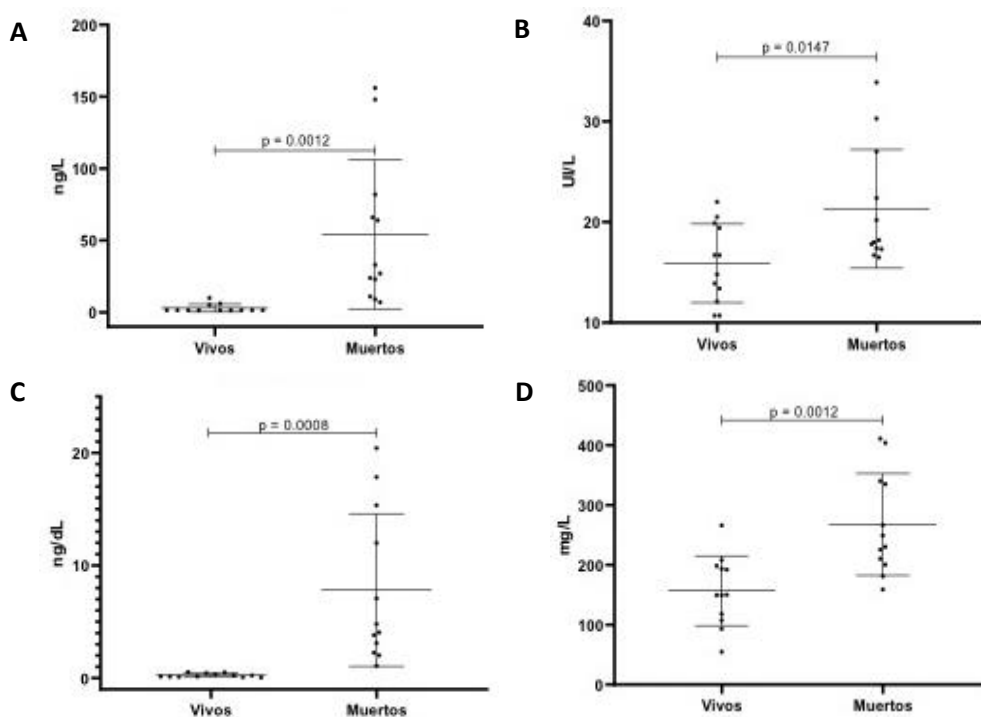 A
200
150
100
50
0
ng/L
p = 0.0012
Vivos
Muertos
B
40
30
20
10
UI/L
p = 0.0147
Vivos
Muertos
C
20
10
0
ng/dL
p = 0.0008
Vivos
Muertos
D
500
400
300
200
100
0
mg/L
p = 0.0012
Vivos
Muertos